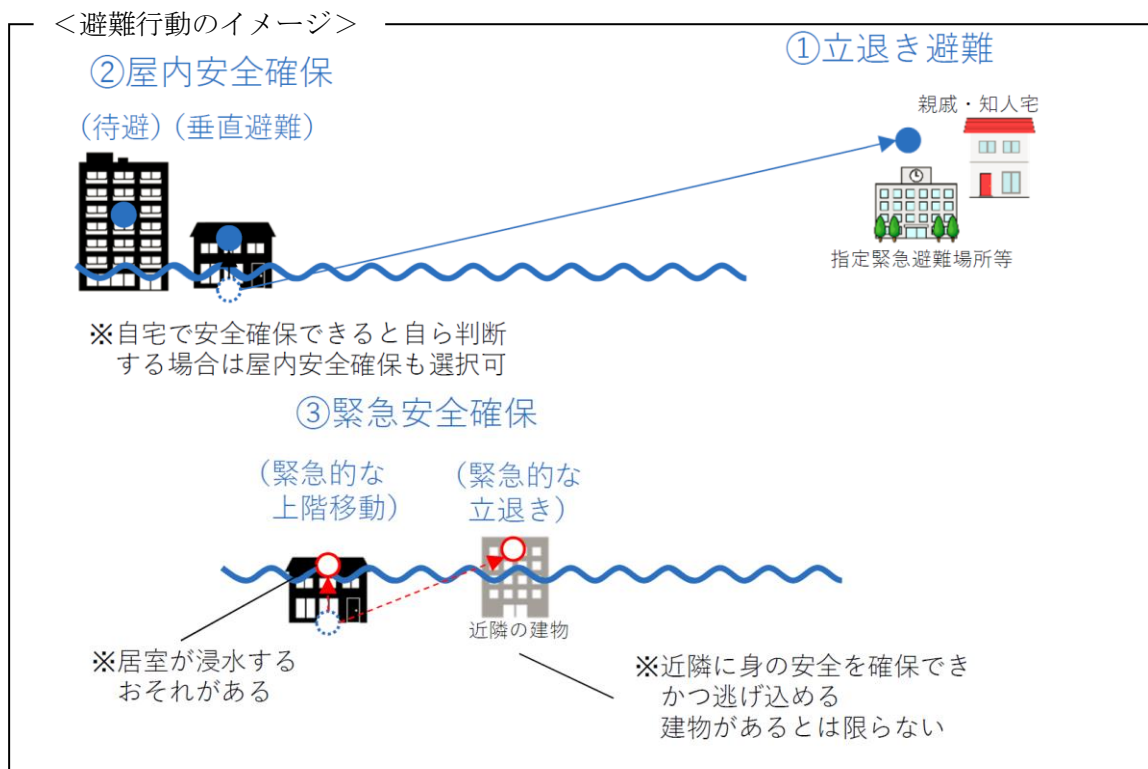 ＜避難行動のイメージ＞
①立退き避難
②屋内安全確保
(待避)(垂直避難)
親戚・知人宅
指定緊急避難場所等
※自宅で安全確保できると自ら判断
する場合は屋内安全確保も選択可
③緊急安全確保
(緊急的な
上階移動)
(緊急的な
立退き)
近隣の建物
※居室が浸水する
おそれがある
※近隣に身の安全を確保でき
かつ逃げ込める
建物があるとは限らない